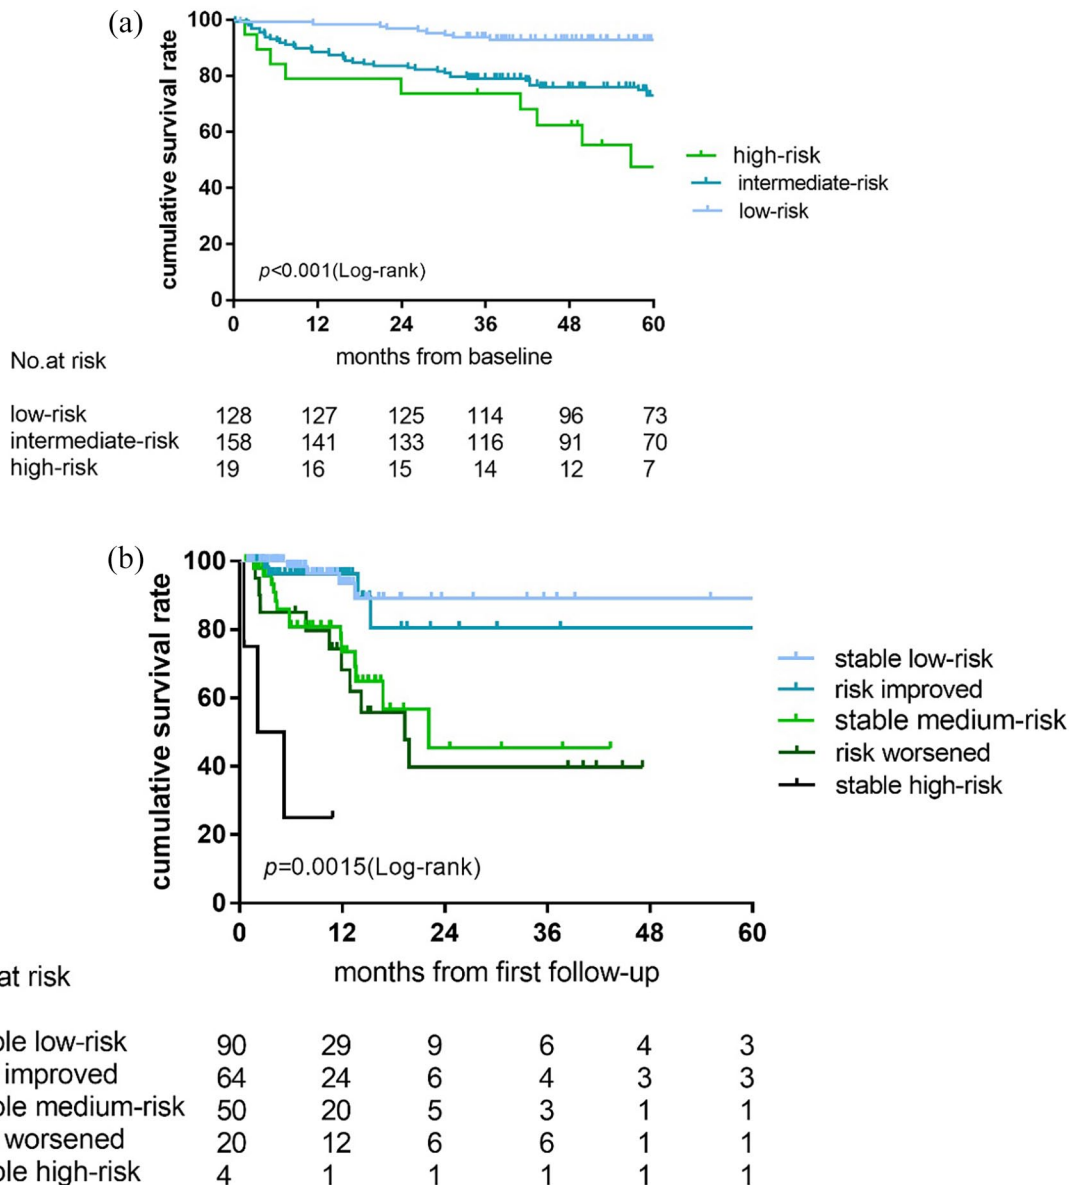 (a)
cumulative survival rate
100
80
60
40
20
0
p<0.001(Log-rank)
0 12 24 36 48 60
months from baseline
high-risk
intermediate-risk
low-risk
No.at risk
low-risk 128 127 125 114 96 73
intermediate-risk 158 141 133 116 91 70
high-risk 19 16 15 14 12 7
(b)
cumulative survival rate
100
80
60
40
20
0
p=0.0015(Log-rank)
0 12 24 36 48 60
months from first follow-up
stable low-risk
risk improved
stable medium-risk
risk worsened
stable high-risk
at risk
ble low-risk 90 29 9 6 4 3
improved 64 24 6 4 3 3
ble medium-risk 50 20 5 3 1 1
worsened 20 12 6 6 1 1
ble high-risk 4 1 1 1 1 1